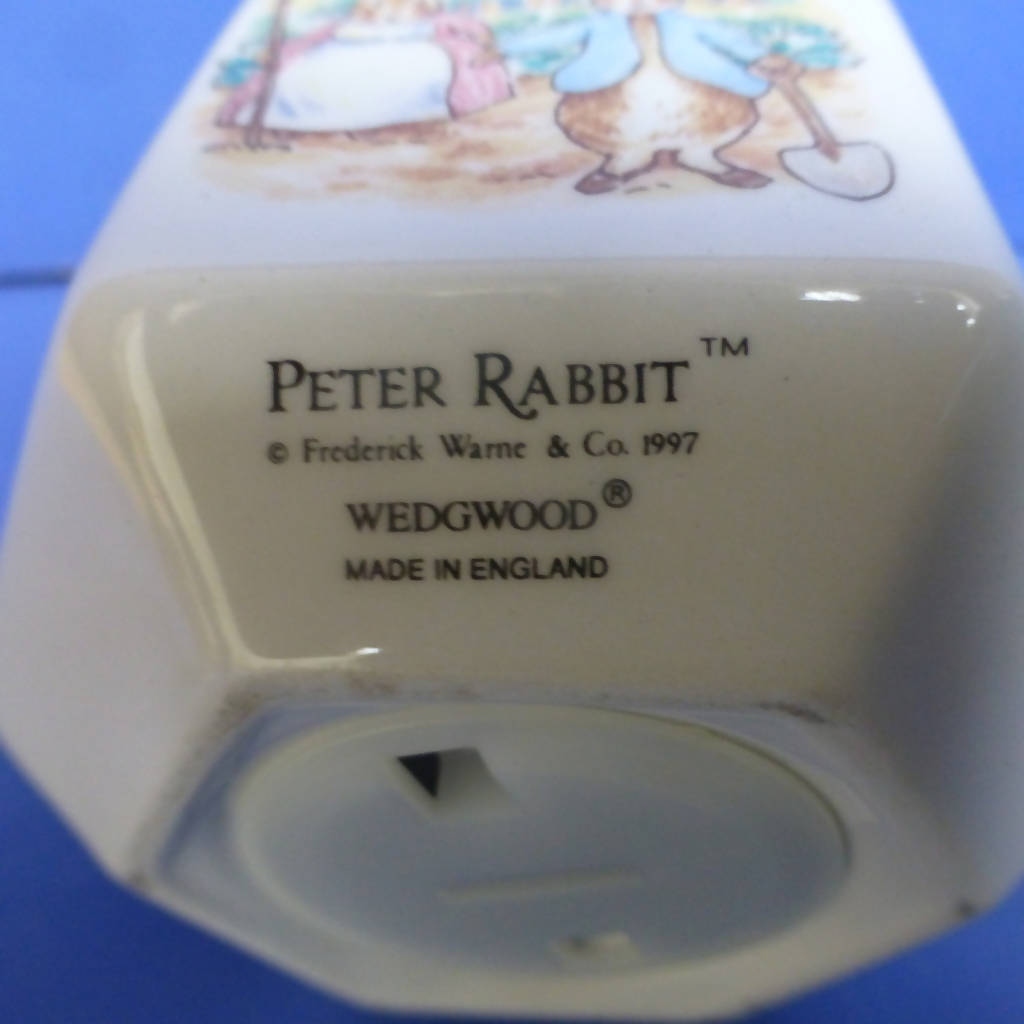 PETER RABBIT™
© Frederick Warne & Co. 1997
WEDGWOOD®
MADE IN ENGLAND